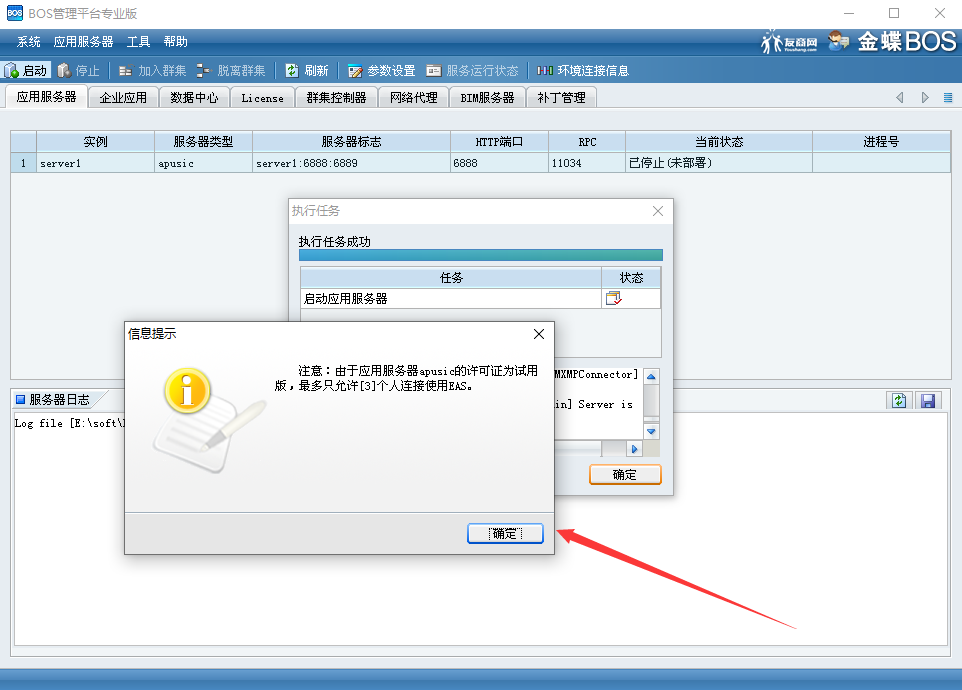 BOS BOS管理平台专业版
系统 应用服务器 工具 帮助
友商网 Youshang.com 金蝶BOS
启动 停止 加入群集 脱离群集 刷新 参数设置 服务运行状态 环境连接信息
应用服务器 企业应用 数据中心 License 群集控制器 网络代理 BIM服务器 补丁管理
实例 服务器类型 服务器标志 HTTP端口 RPC 当前状态 进程号
1 server1 apusic server1:6888:6889 6888 11034 已停止(未部署)
执行任务
执行任务成功
任务 状态
启动应用服务器
信息提示
注意：由于应用服务器apusic的许可证为试用
版，最多只允许[3]个人连接使用EAS。
MXMPConnector]
in] Server is
确定
确定
服务器日志
Log file [E:\soft\